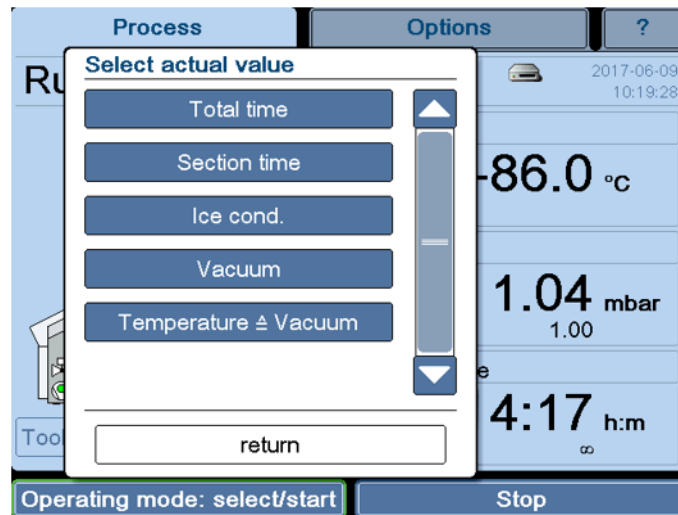 Process
Options
?
Ru
2017-06-09
10:19:28
Select actual value
Total time
Section time
Ice cond.
Vacuum
Temperature ≙ Vacuum
return
-86.0 °C
1.04 mbar
1.00
e
4:17 h:m
∞
Tool
Operating mode: select/start
Stop